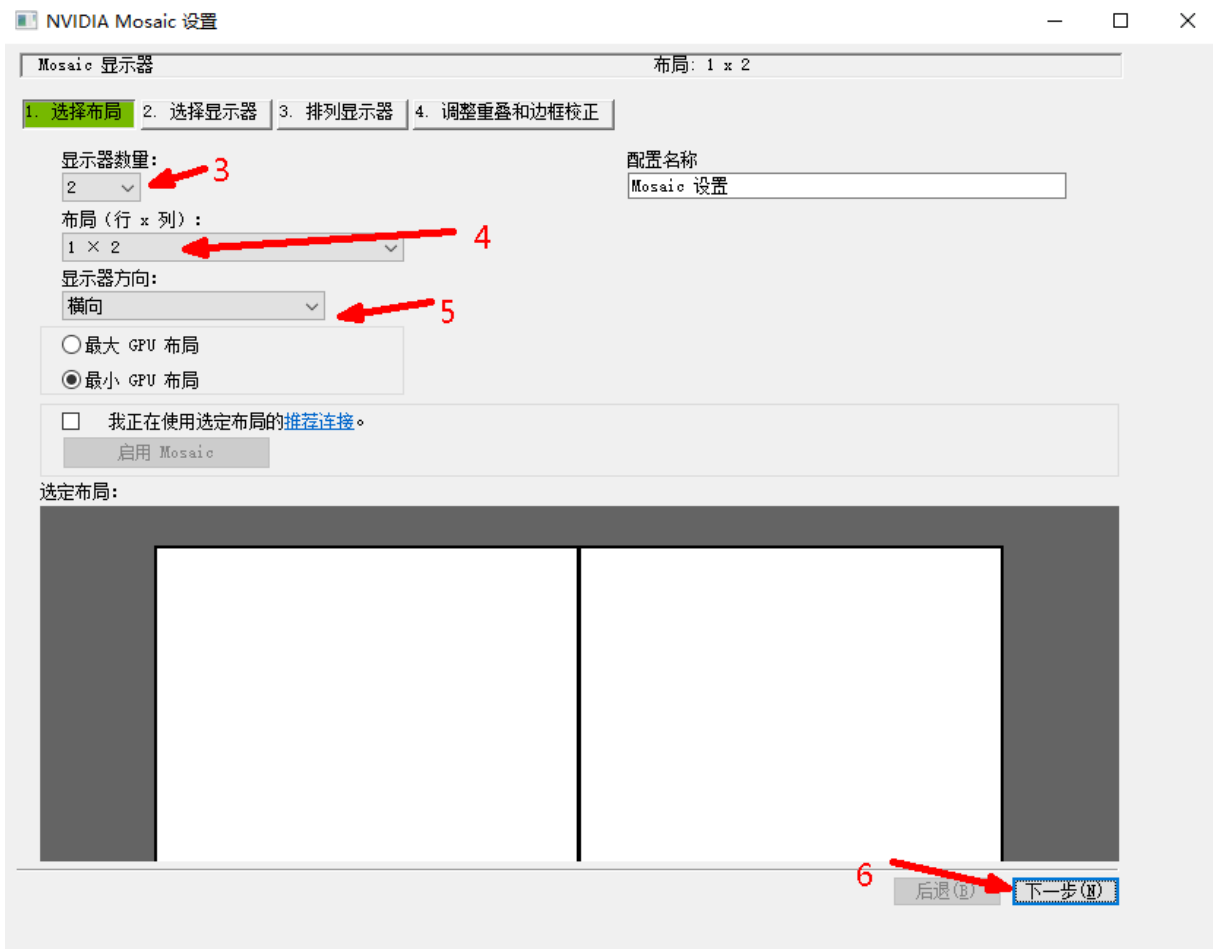 NVIDIA Mosaic 设置
Mosaic 显示器 布局: 1 x 2
1. 选择布局 2. 选择显示器 3. 排列显示器 4. 调整重叠和边框校正
显示器数量: 配置名称
2 3 Mosaic 设置
布局(行 x 列):
1 × 2 4
显示器方向:
横向 5
最大 GPU 布局
最小 GPU 布局
我正在使用选定布局的推荐连接。
启用 Mosaic
选定布局:
6 后退(B) 下一步(N)